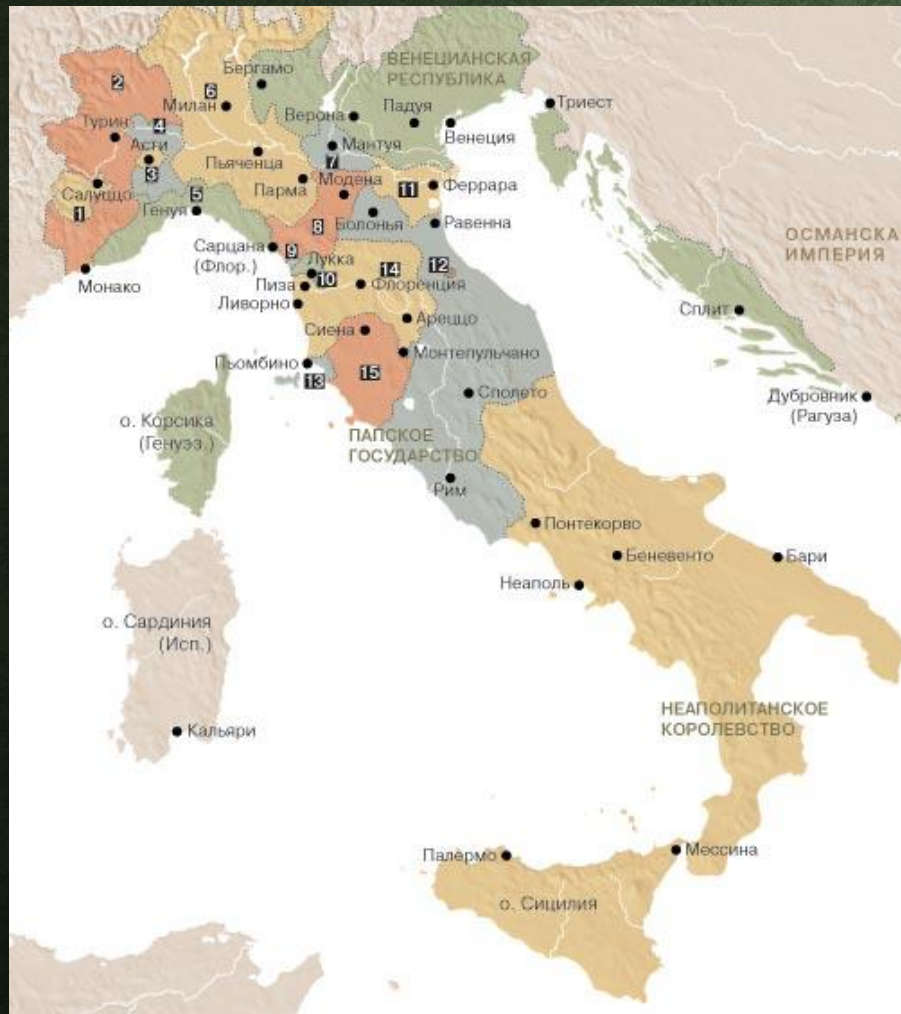 ВЕНЕЦИАНСКАЯ
РЕСПУБЛИКА
2
Бергамо
6
Милан
Верона
Падуя
Триест
Венеция
Турин
4
Асти
Мантуя
7
3
Пьяченца
Салуццо
5
Парма
Модена
11
Феррара
1
Генуя
8
Болонья
Равенна
ОСМАНСКА
ИМПЕРИЯ
Сарцана
(Флор.)
9
12
Монако
Лукка
10
14
Пиза
Флоренция
Ливорно
Сплит
Сиена
Ареццо
Пьомбино
Монтепульчано
13
15
Сполето
Дубровник
(Рагуза)
о. Корсика
(Генуэз.)
ПАПСКОЕ
ГОСУДАРСТВО
Рим
Понтекорво
Беневенто
Бари
Неаполь
о. Сардиния
(Исп.)
НЕАПОЛИТАНСКОЕ
КОРОЛЕВСТВО
Кальяри
Палермо
Мессина
о. Сицилия